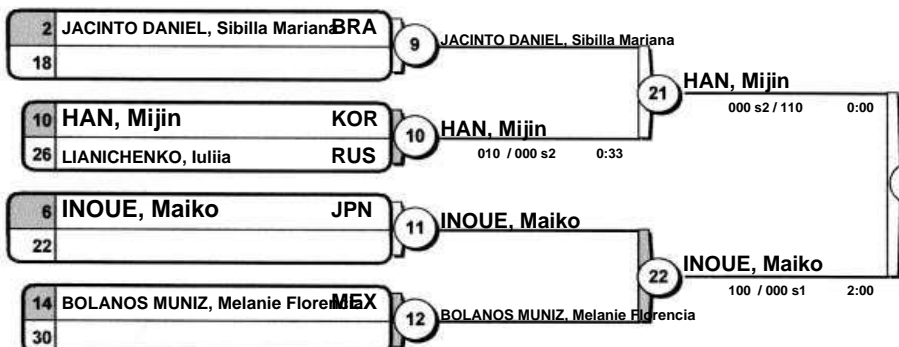 2 JACINTO DANIEL, Sibilla Mariana BRA
18
9 JACINTO DANIEL, Sibilla Mariana
21 HAN, Mijin
000 s2 / 110 0:00
10 HAN, Mijin KOR
26 LIANICHENKO, Iuliia RUS
10 HAN, Mijin
010 / 000 s2 0:33
6 INOUE, Maiko JPN
22
11 INOUE, Maiko
22 INOUE, Maiko
100 / 000 s1 2:00
14 BOLANOS MUNIZ, Melanie Florencia MEX
30
12 BOLANOS MUNIZ, Melanie Florencia